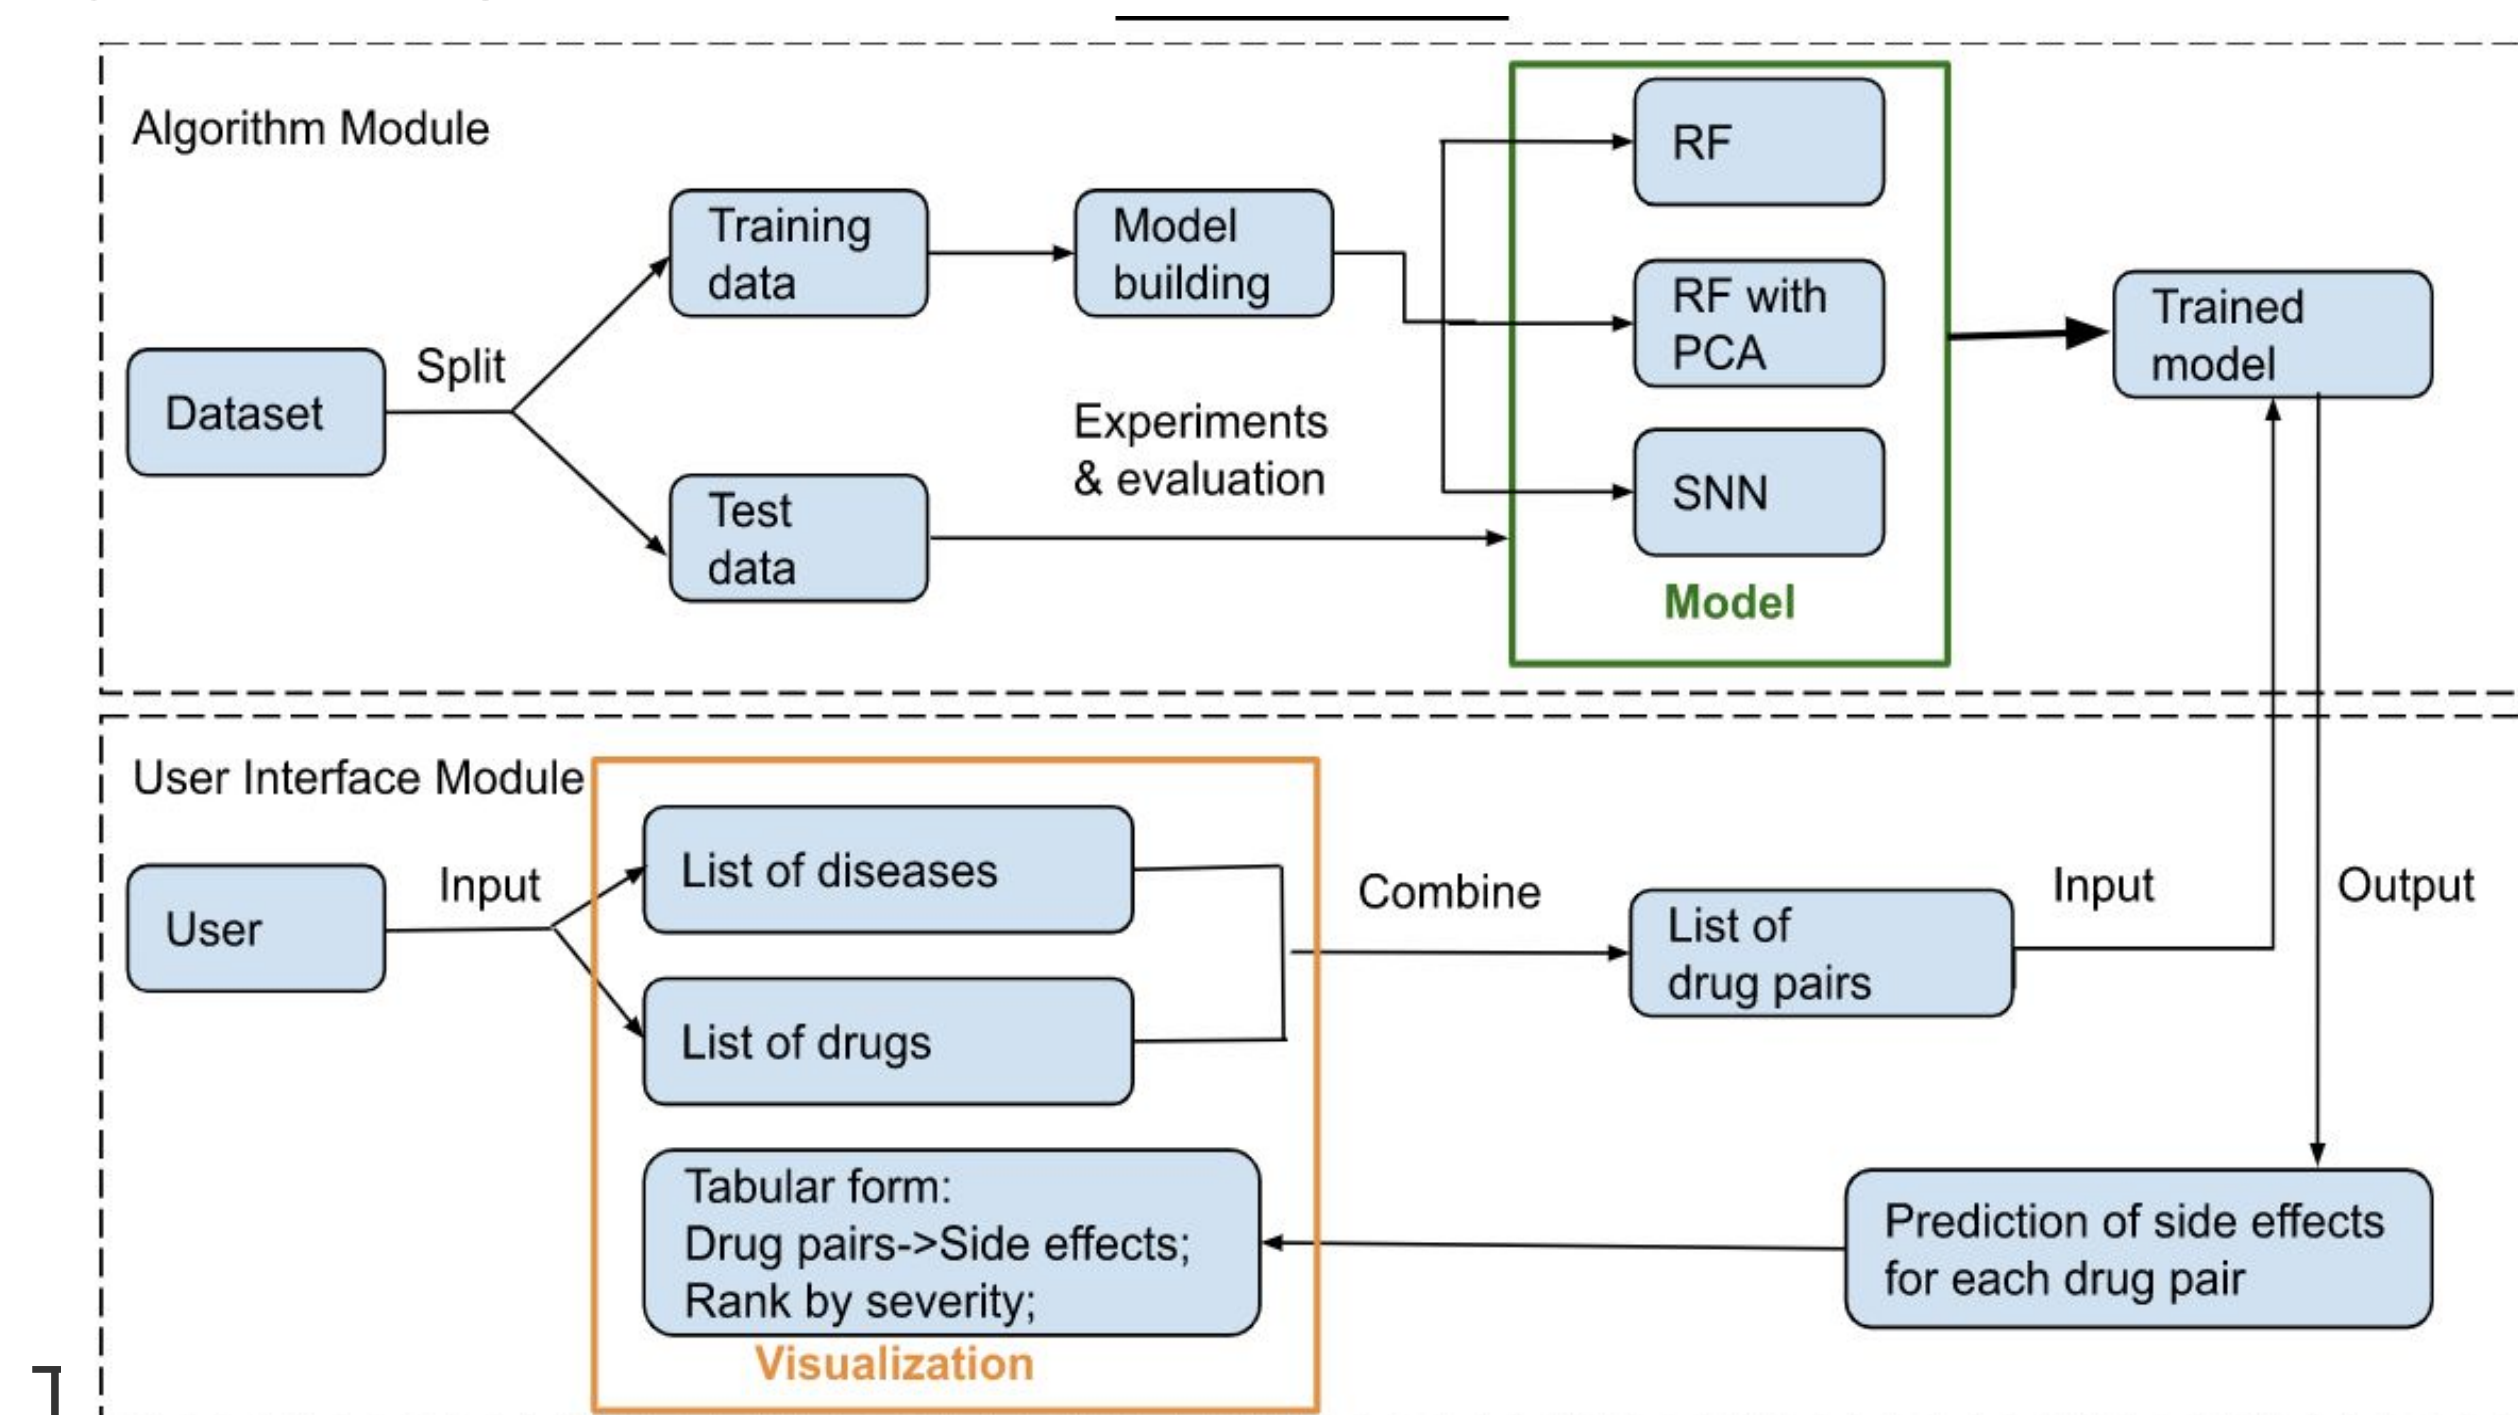 Algorithm Module
RF
Training
data
Model
building
RF with
PCA
Trained
model
Split
Dataset
Experiments
& evaluation
SNN
Test
data
Model
User Interface Module
List of diseases
Input
User
Combine
List of
drug pairs
Input
Output
List of drugs
Tabular form:
Drug pairs->Side effects;
Rank by severity;
Prediction of side effects
for each drug pair
Visualization